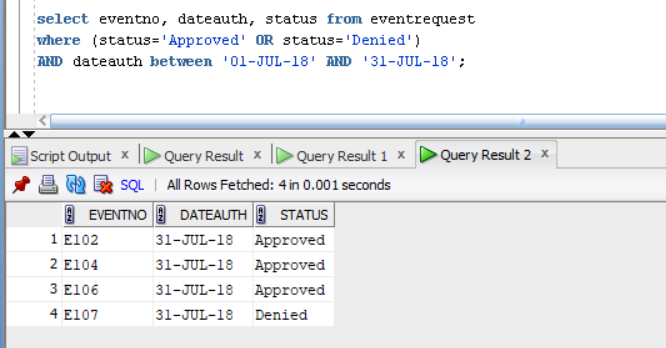 select eventno, dateauth, status from eventrequest
where (status='Approved' OR status='Denied')
AND dateauth between '01-JUL-18' AND '31-JUL-18';
Script Output x Query Result x Query Result 1 x Query Result 2 x
SQL | All Rows Fetched: 4 in 0.001 seconds
EVENTNO DATEAUTH STATUS
1 E102 31-JUL-18 Approved
2 E104 31-JUL-18 Approved
3 E106 31-JUL-18 Approved
4 E107 31-JUL-18 Denied